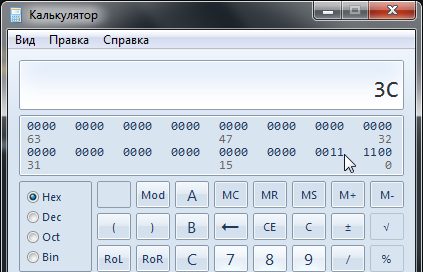 Калькулятор
Вид Правка Справка
3C
0000 0000 0000 0000 0000 0000 0000 0000
63 47 32
0000 0000 0000 0000 0000 0000 0011 1100
31 15 0
Hex Mod A MC MR MS M+ M-
Dec ( ) B ← CE C ± √
Oct
Bin RoL RoR C 7 8 9 / %